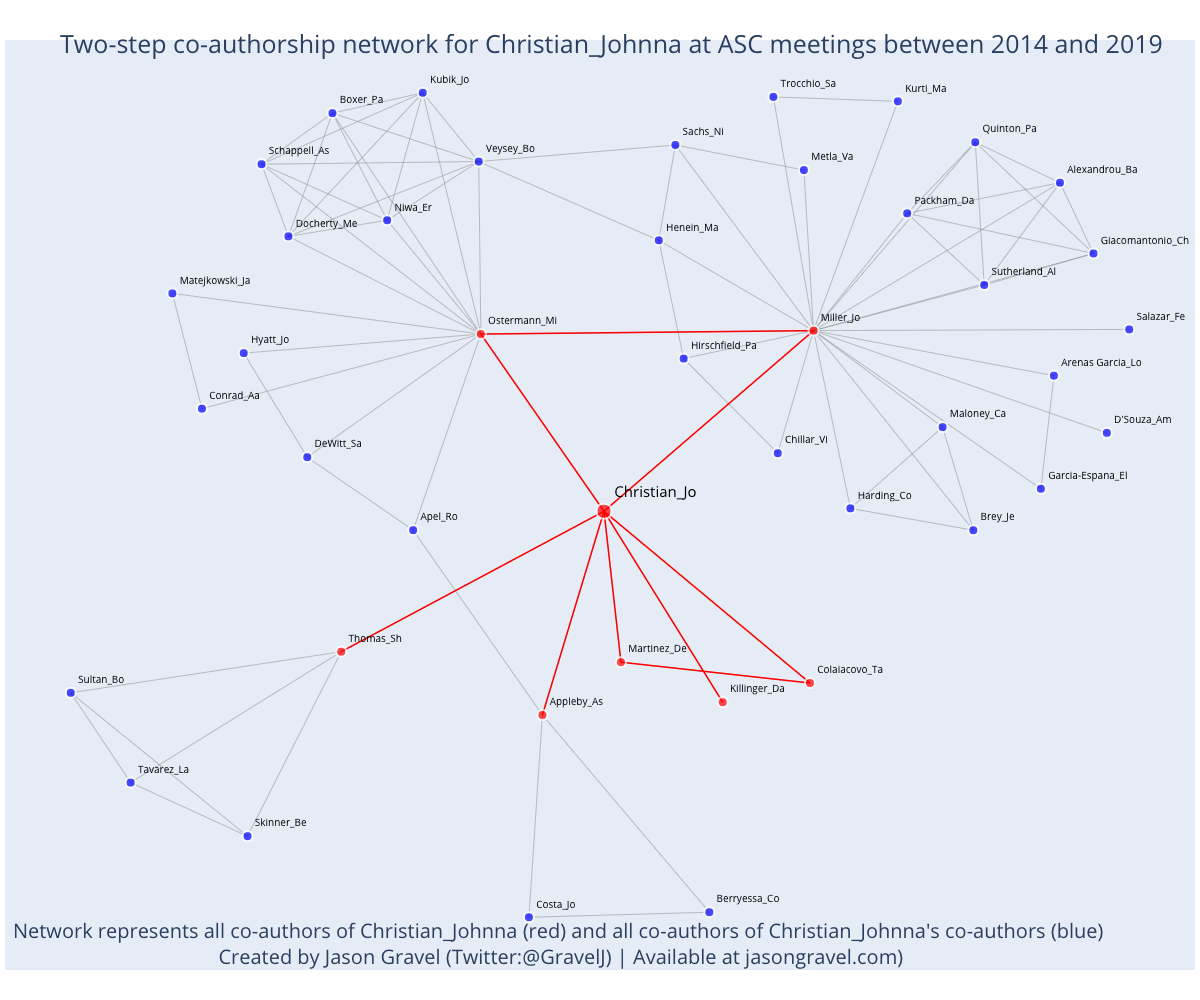 Two-step co-authorship network for Christian_Johnna at ASC meetings between 2014 and 2019
Kubik_Jo
Trocchio_Sa
Kurti_Ma
Boxer_Pa
Quinton_Pa
Sachs_Ni
Schappell_As
Veysey_Bo
Metla_Va
Alexandrou_Ba
Packham_Da
Niwa_Er
Docherty_Me
Henein_Ma
Giacomantonio_Ch
Sutherland_Al
Matejkowski_Ja
Ostermann_Mi
Miller_Jo
Salazar_Fe
Hyatt_Jo
Hirschfield_Pa
Arenas Garcia_Lo
Conrad_Aa
Maloney_Ca
D'Souza_Am
DeWitt_Sa
Chillar_Vi
Garcia-Espana_El
Christian_Jo
Harding_Co
Apel_Ro
Brey_Je
Thomas_Sh
Martinez_De
Colaiacovo_Ta
Sultan_Bo
Killinger_Da
Appleby_As
Tavarez_La
Skinner_Be
Berryessa_Co
Costa_Jo
Network represents all co-authors of Christian_Johnna (red) and all co-authors of Christian_Johnna's co-authors (blue)
Created by Jason Gravel (Twitter:@GravelJ) | Available at jasongravel.com)